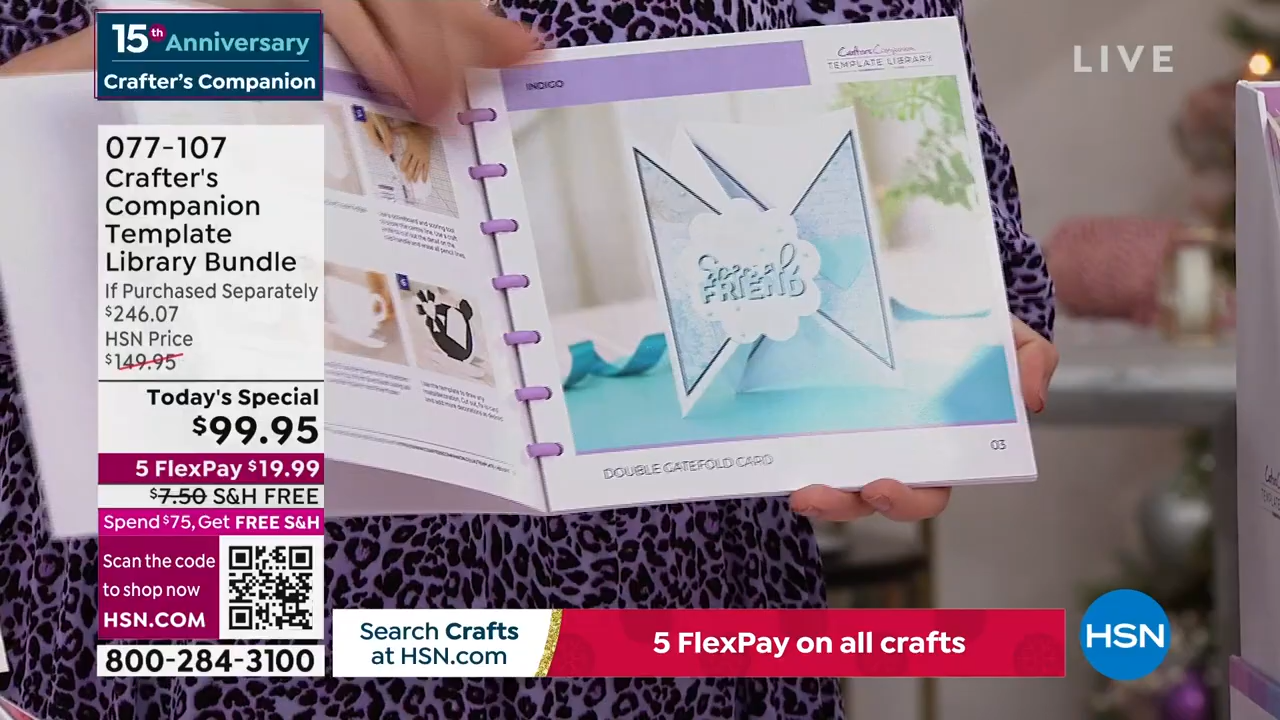 15th Anniversary
Crafter's Companion
077-107
Crafter's
Companion
Template
Library Bundle
If Purchased Separately
$246.07
HSN Price
$149.95
Today's Special
$99.95
5 FlexPay $19.99
$7.50 S&H FREE
Spend $75, Get FREE S&H
Scan the code
to shop now
HSN.COM
800-284-3100
LIVE
INDIGO
Crafter's Companion
TEMPLATE LIBRARY
Special
FRIEND
DOUBLE GATEFOLD CARD
03
Search Crafts
at HSN.com
5 FlexPay on all crafts
HSN